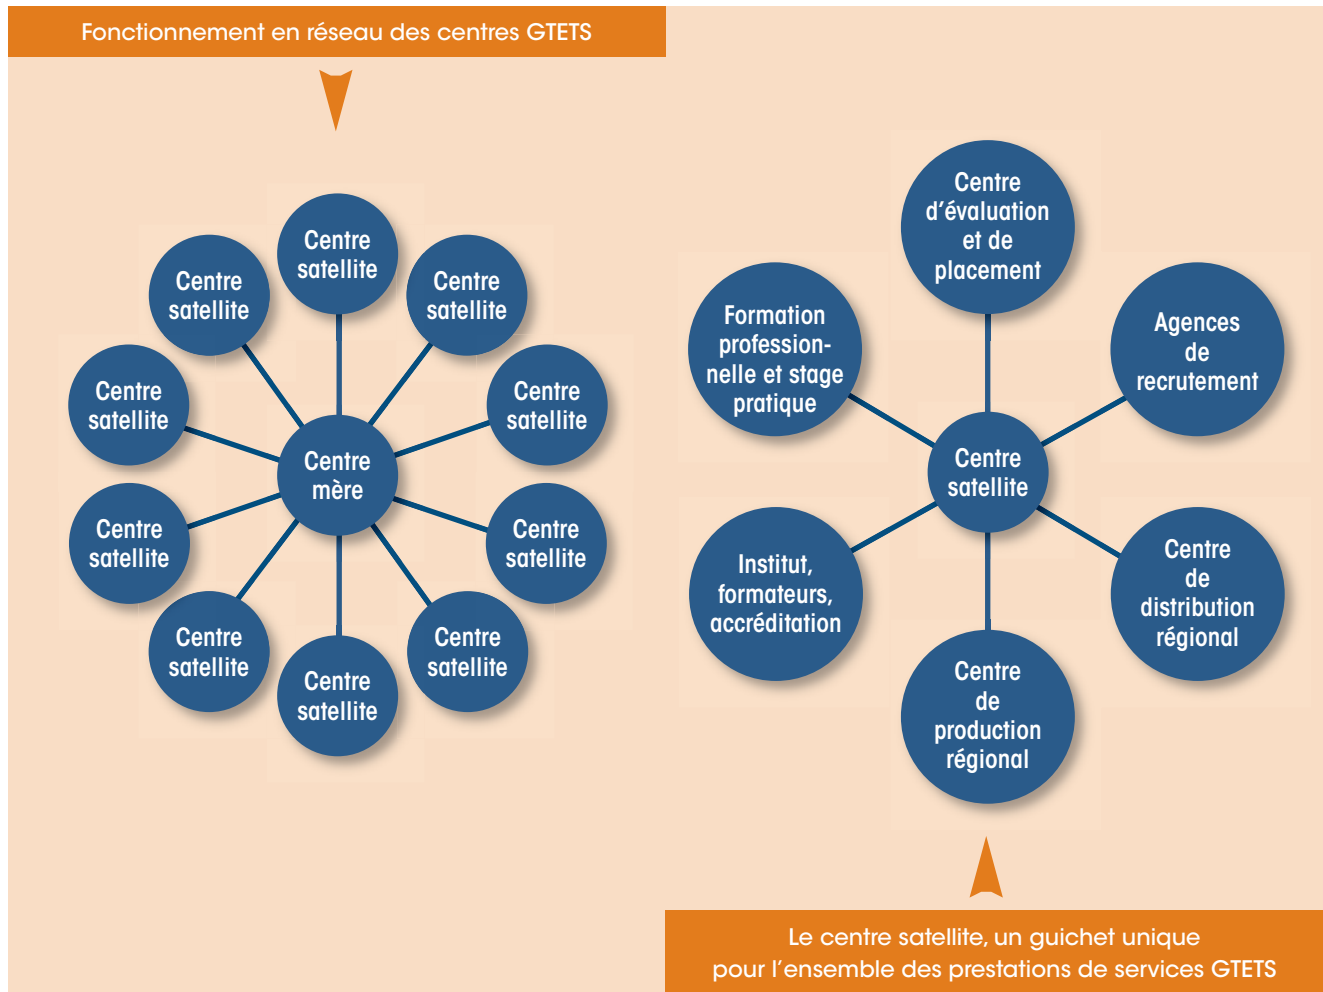 Fonctionnement en réseau des centres GTETS
Centre
satellite
Centre
satellite
Centre
satellite
Centre
satellite
Centre
satellite
Centre
mère
Centre
satellite
Centre
satellite
Centre
satellite
Centre
satellite
Centre
satellite
Centre
d'évaluation
et de
placement
Formation
profession-
nelle et stage
pratique
Agences
de
recrutement
Centre
satellite
Institut,
formateurs,
accréditation
Centre
de
distribution
régional
Centre
de
production
régional
Le centre satellite, un guichet unique
pour l'ensemble des prestations de services GTETS